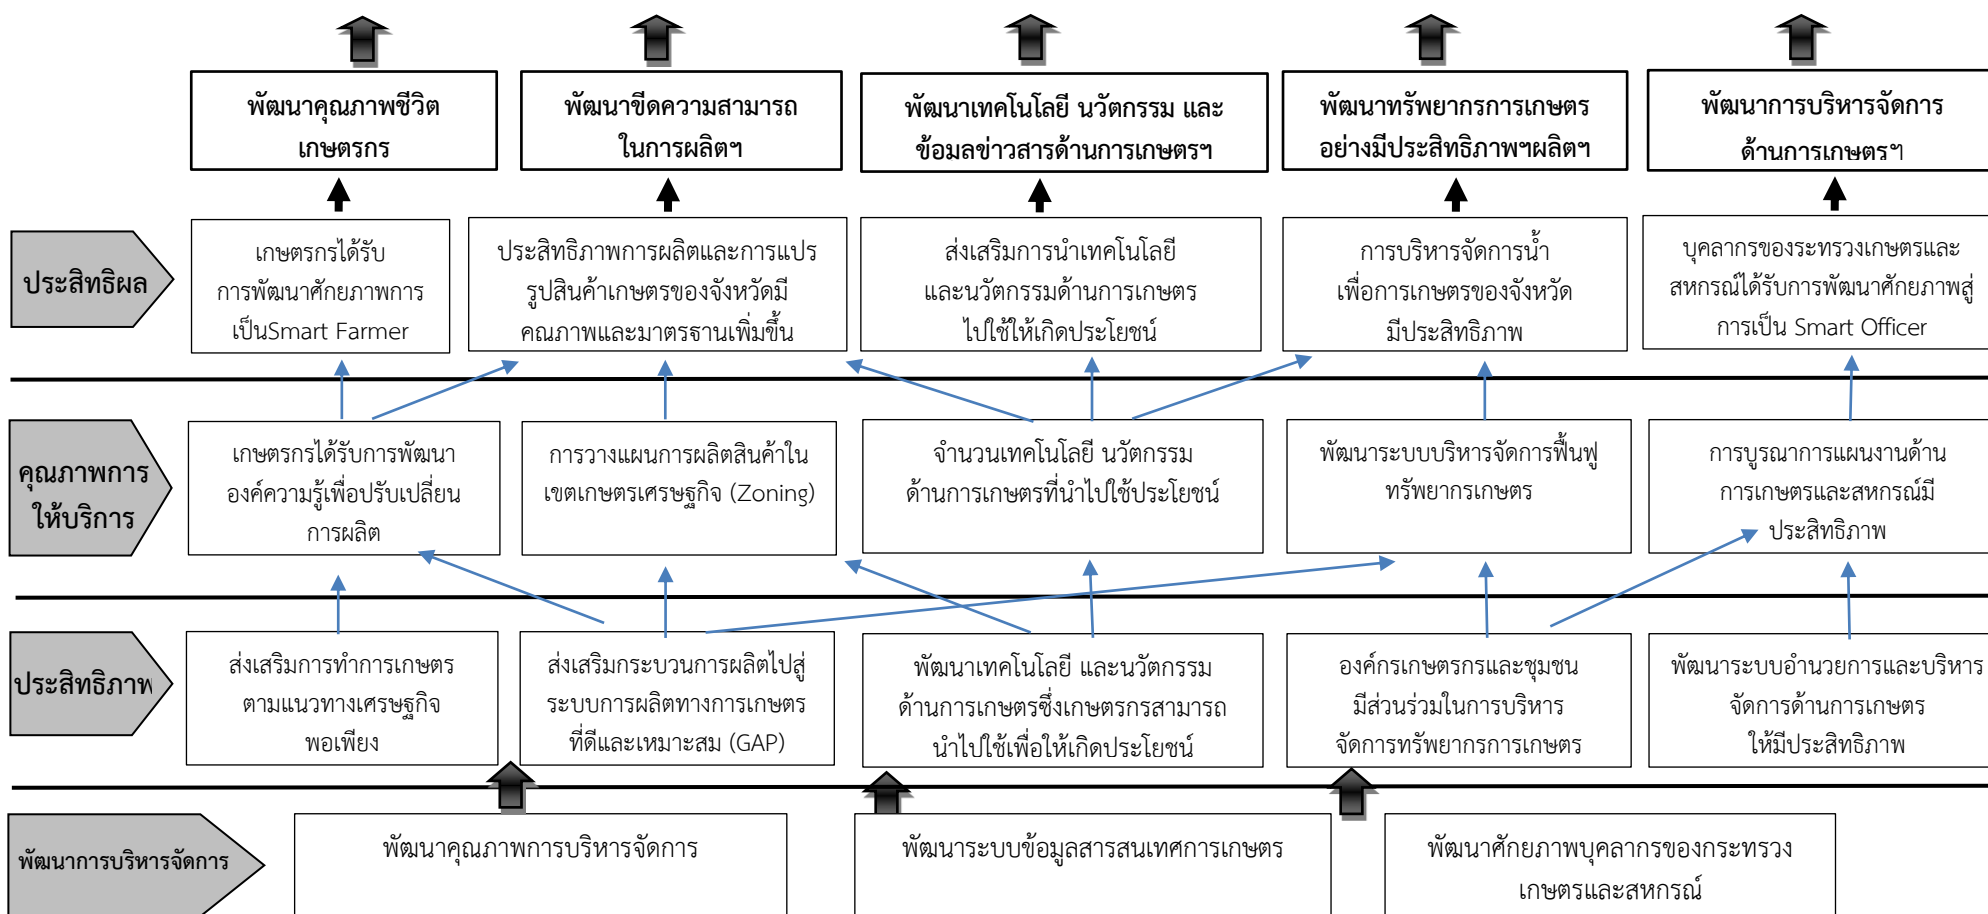 พัฒนาคุณภาพชีวิต
เกษตรกร
พัฒนาขีดความสามารถ
ในการผลิตฯ
พัฒนาเทคโนโลยี นวัตกรรม และ
ข้อมูลข่าวสารด้านการเกษตรฯ
พัฒนาทรัพยากรการเกษตร
อย่างมีประสิทธิภาพฯผลิตฯ
พัฒนาการบริหารจัดการ
ด้านการเกษตรฯ
ประสิทธิผล
เกษตรกรได้รับ
การพัฒนาศักยภาพการ
เป็นSmart Farmer
ประสิทธิภาพการผลิตและการแปร
รูปสินค้าเกษตรของจังหวัดมี
คุณภาพและมาตรฐานเพิ่มขึ้น
ส่งเสริมการนำเทคโนโลยี
และนวัตกรรมด้านการเกษตร
ไปใช้ให้เกิดประโยชน์
การบริหารจัดการน้ำ
เพื่อการเกษตรของจังหวัด
มีประสิทธิภาพ
บุคลากรของระทรวงเกษตรและ
สหกรณ์ได้รับการพัฒนาศักยภาพสู่
การเป็น Smart Officer
คุณภาพการ
ให้บริการ
เกษตรกรได้รับการพัฒนา
องค์ความรู้เพื่อปรับเปลี่ยน
การผลิต
การวางแผนการผลิตสินค้าใน
เขตเกษตรเศรษฐกิจ (Zoning)
จำนวนเทคโนโลยี นวัตกรรม
ด้านการเกษตรที่นำไปใช้ประโยชน์
พัฒนาระบบบริหารจัดการฟื้นฟู
ทรัพยากรเกษตร
การบูรณาการแผนงานด้าน
การเกษตรและสหกรณ์มี
ประสิทธิภาพ
ประสิทธิภาพ
ส่งเสริมการทำการเกษตร
ตามแนวทางเศรษฐกิจ
พอเพียง
ส่งเสริมกระบวนการผลิตไปสู่
ระบบการผลิตทางการเกษตร
ที่ดีและเหมาะสม (GAP)
พัฒนาเทคโนโลยี และนวัตกรรม
ด้านการเกษตรซึ่งเกษตรกรสามารถ
นำไปใช้เพื่อให้เกิดประโยชน์
องค์กรเกษตรกรและชุมชน
มีส่วนร่วมในการบริหาร
จัดการทรัพยากรการเกษตร
พัฒนาระบบอำนวยการและบริหาร
จัดการด้านการเกษตร
ให้มีประสิทธิภาพ
พัฒนาการบริหารจัดการ
พัฒนาคุณภาพการบริหารจัดการ
พัฒนาระบบข้อมูลสารสนเทศการเกษตร
พัฒนาศักยภาพบุคลากรของกระทรวง
เกษตรและสหกรณ์